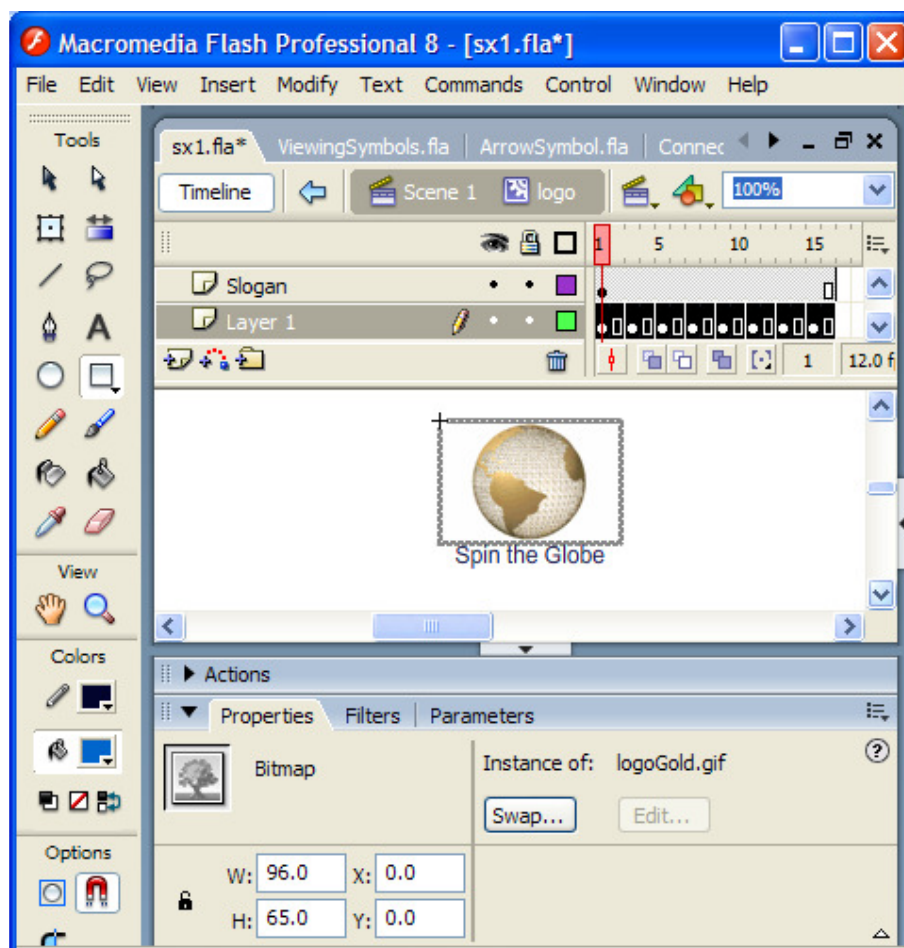 Macromedia Flash Professional 8 - [sx1.fla*]
File Edit View Insert Modify Text Commands Control Window Help
Tools
sx1.fla* ViewingSymbols.fla ArrowSymbol.fla Connec
Timeline Scene 1 logo 100%
1 5 10 15
Slogan
Layer 1
1 12.0 f
A
Spin the Globe
View
Colors
Actions
Properties Filters Parameters
Bitmap Instance of: logoGold.gif
Swap... Edit...
Options
W: 96.0 X: 0.0
H: 65.0 Y: 0.0